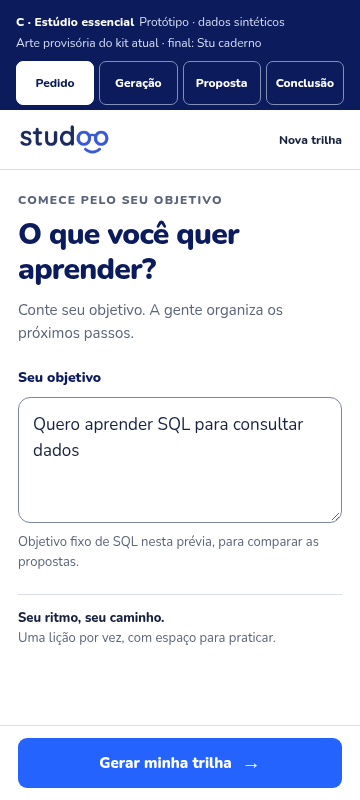 C · Estúdio essencial Protótipo · dados sintéticos
Arte provisória do kit atual · final: Stu caderno
Pedido
Geração
Proposta
Conclusão
studoo
Nova trilha
COMECE PELO SEU OBJETIVO
O que você quer
aprender?
Conte seu objetivo. A gente organiza os
próximos passos.
Seu objetivo
Quero aprender SQL para consultar
dados
Objetivo fixo de SQL nesta prévia, para comparar as
propostas.
Seu ritmo, seu caminho.
Uma lição por vez, com espaço para praticar.
Gerar minha trilha →